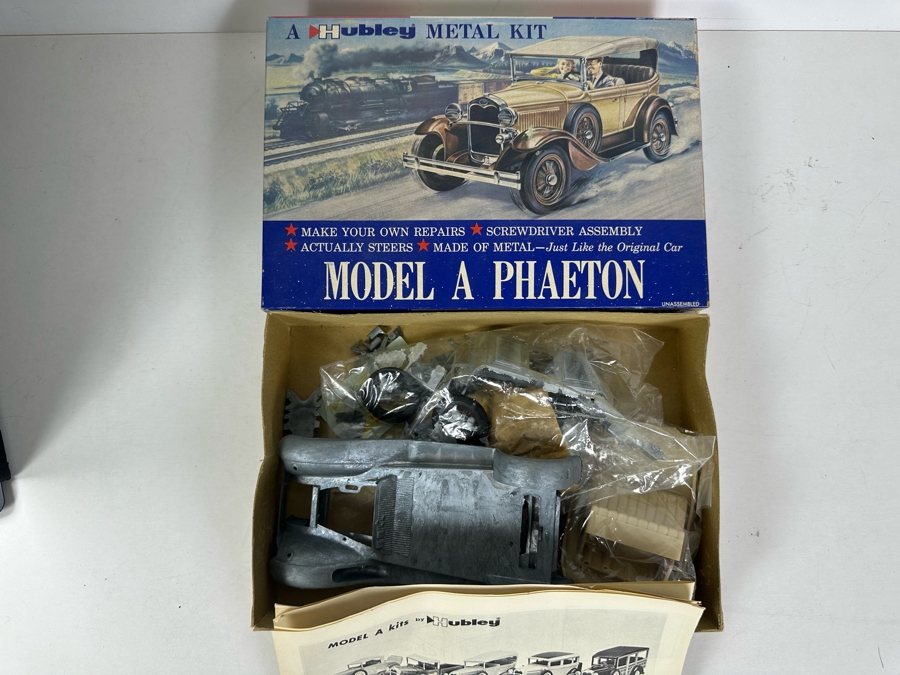 A Hubley METAL KIT
★ MAKE YOUR OWN REPAIRS ★ SCREWDRIVER ASSEMBLY
★ ACTUALLY STEERS ★ MADE OF METAL—Just Like the Original Car
MODEL A PHAETON
UNASSEMBLED
MODEL A kits by Hubley